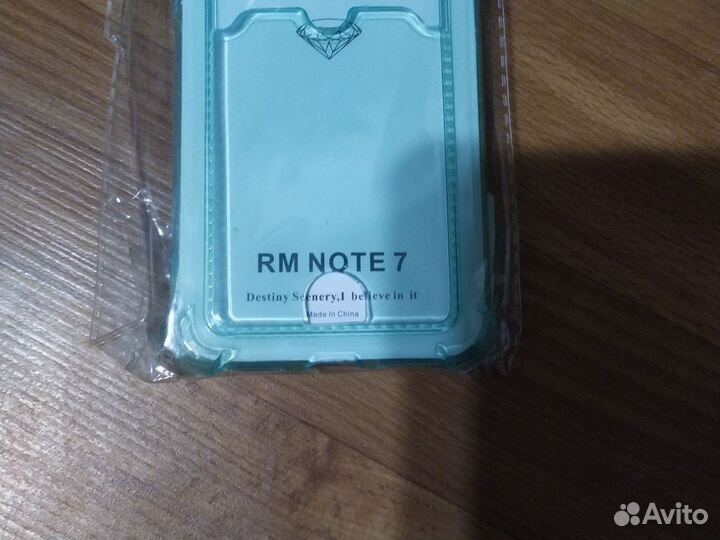 RM NOTE 7
Destiny Scenery,I believe in it
Made In China
Avito